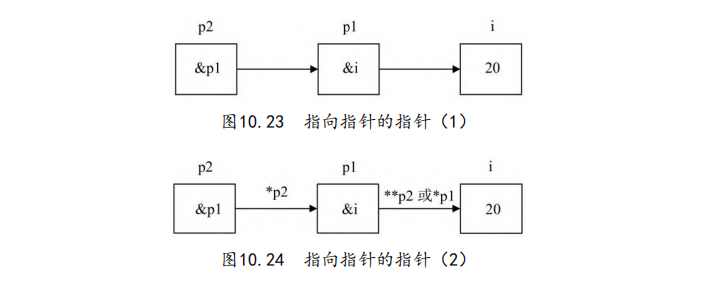 p2 p1 i
&p1 &i 20
图10.23 指向指针的指针（1）
p2 p1 i
*p2 **p2 或*p1
&p1 &i 20
图10.24 指向指针的指针（2）